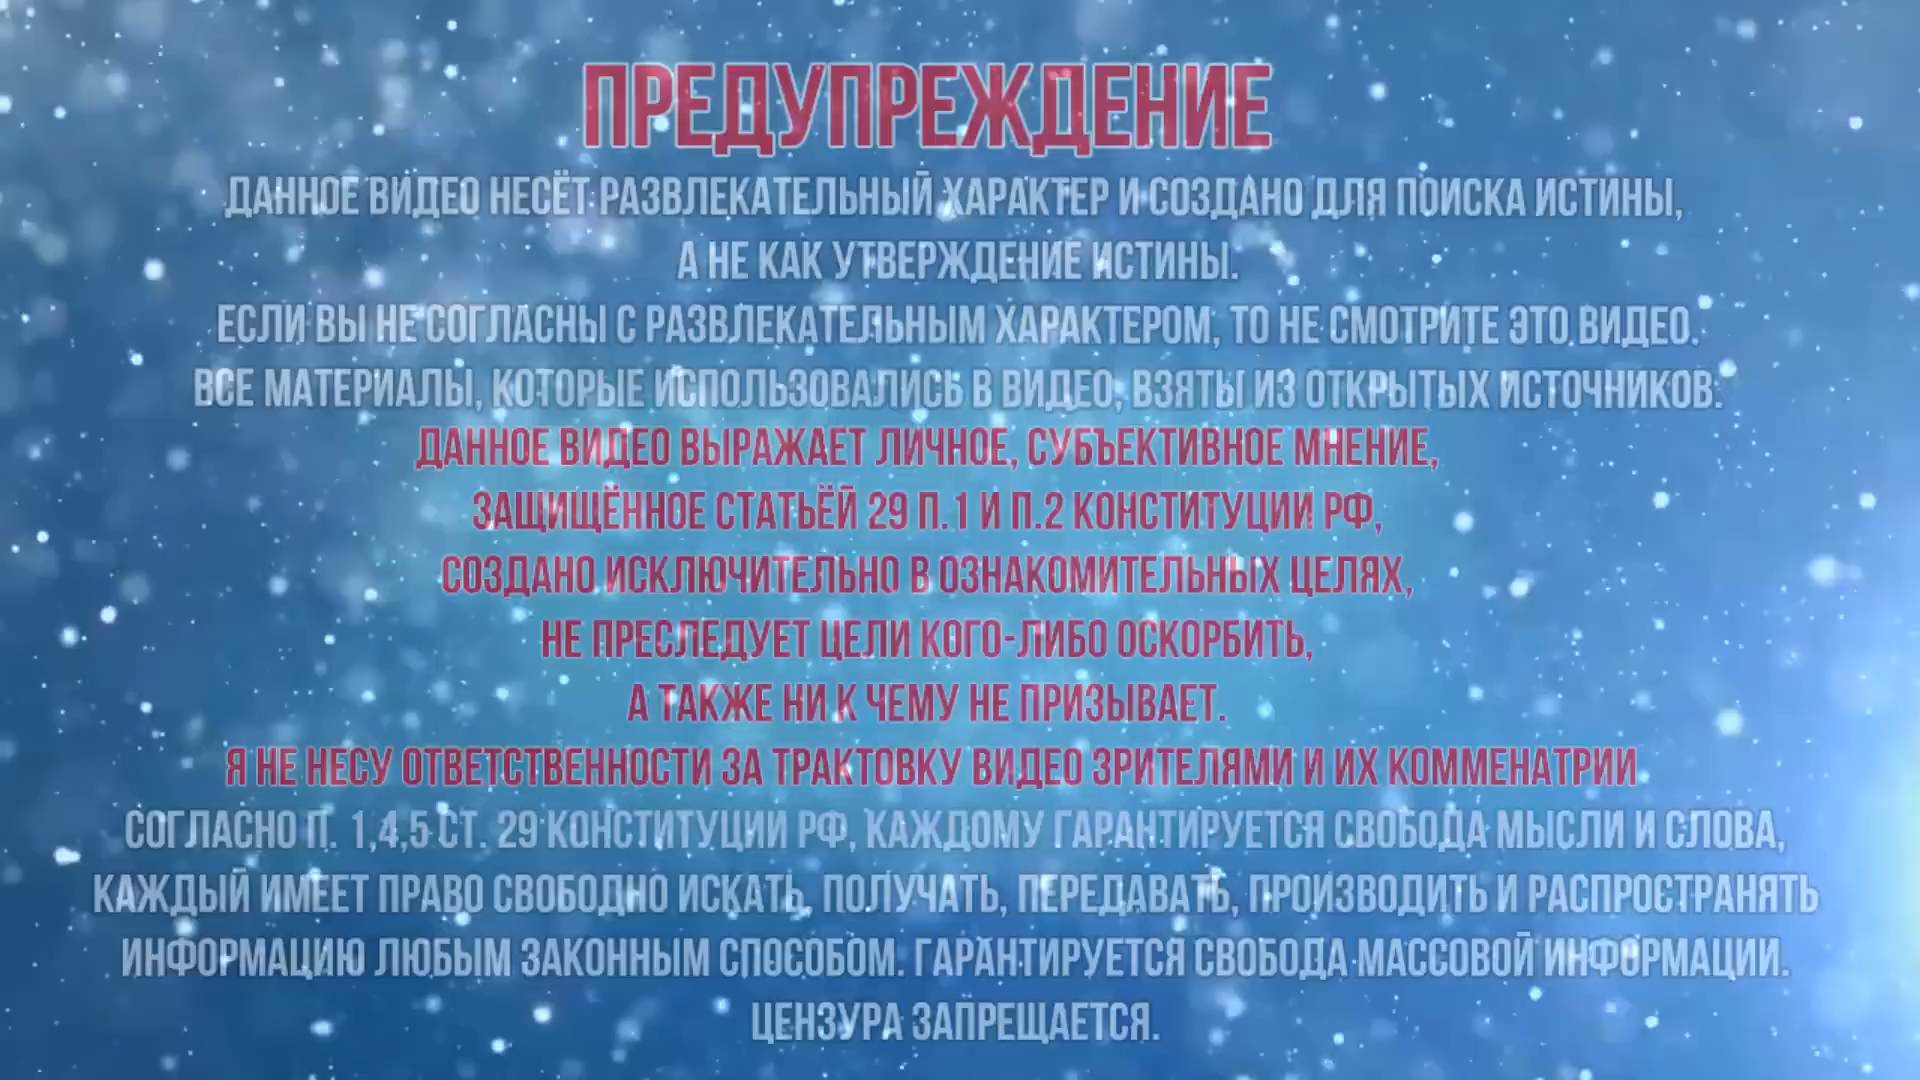 ПРЕДУПРЕЖДЕНИЕ
ДАННОЕ ВИДЕО НЕСЁТ РАЗВЛЕКАТЕЛЬНЫЙ ХАРАКТЕР И СОЗДАНО ДЛЯ ПОИСКА ИСТИНЫ,
А НЕ КАК УТВЕРЖДЕНИЕ ИСТИНЫ.
ЕСЛИ ВЫ НЕ СОГЛАСНЫ С РАЗВЛЕКАТЕЛЬНЫМ ХАРАКТЕРОМ, ТО НЕ СМОТРИТЕ ЭТО ВИДЕО.
ВСЕ МАТЕРИАЛЫ, КОТОРЫЕ ИСПОЛЬЗОВАЛИСЬ В ВИДЕО, ВЗЯТЫ ИЗ ОТКРЫТЫХ ИСТОЧНИКОВ.
ДАННОЕ ВИДЕО ВЫРАЖАЕТ ЛИЧНОЕ, СУБЪЕКТИВНОЕ МНЕНИЕ,
ЗАЩИЩЁННОЕ СТАТЬЁЙ 29 П.1 И П.2 КОНСТИТУЦИИ РФ,
СОЗДАНО ИСКЛЮЧИТЕЛЬНО В ОЗНАКОМИТЕЛЬНЫХ ЦЕЛЯХ,
НЕ ПРЕСЛЕДУЕТ ЦЕЛИ КОГО-ЛИБО ОСКОРБИТЬ,
А ТАКЖЕ НИ К ЧЕМУ НЕ ПРИЗЫВАЕТ.
Я НЕ НЕСУ ОТВЕТСТВЕННОСТИ ЗА ТРАКТОВКУ ВИДЕО ЗРИТЕЛЯМИ И ИХ КОММЕНАТРИИ
СОГЛАСНО П. 1,4,5 СТ. 29 КОНСТИТУЦИИ РФ, КАЖДОМУ ГАРАНТИРУЕТСЯ СВОБОДА МЫСЛИ И СЛОВА,
КАЖДЫЙ ИМЕЕТ ПРАВО СВОБОДНО ИСКАТЬ, ПОЛУЧАТЬ, ПЕРЕДАВАТЬ, ПРОИЗВОДИТЬ И РАСПРОСТРАНЯТЬ
ИНФОРМАЦИЮ ЛЮБЫМ ЗАКОННЫМ СПОСОБОМ. ГАРАНТИРУЕТСЯ СВОБОДА МАССОВОЙ ИНФОРМАЦИИ.
ЦЕНЗУРА ЗАПРЕЩАЕТСЯ.